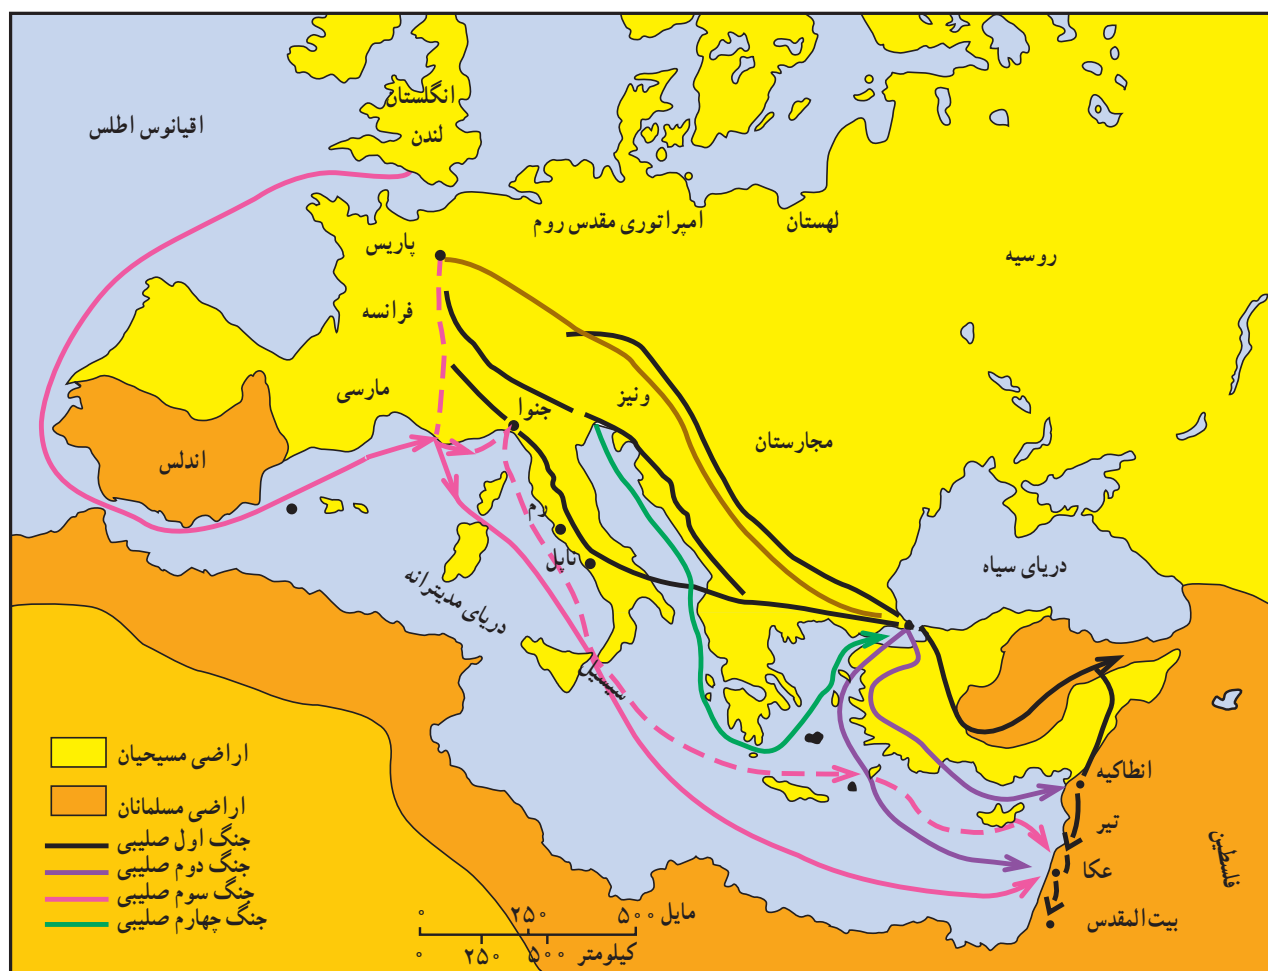 انگلستان
لندن
اقیانوس اطلس
پاریس
امپراتوری مقدس روم
لهستان
روسیه
فرانسه
مارسی
جنوا
ونیز
مجارستان
اندلس
رم
ناپل
دریای مدیترانه
سیسیل
دریای سیاه
انطاکیه
تیر
عکا
فلسطین
بیت‌المقدس
اراضی مسیحیان
اراضی مسلمانان
جنگ اول صلیبی
جنگ دوم صلیبی
جنگ سوم صلیبی
جنگ چهارم صلیبی
۰ ۲۵۰ ۵۰۰ مایل
۰ ۲۵۰ ۵۰۰ کیلومتر